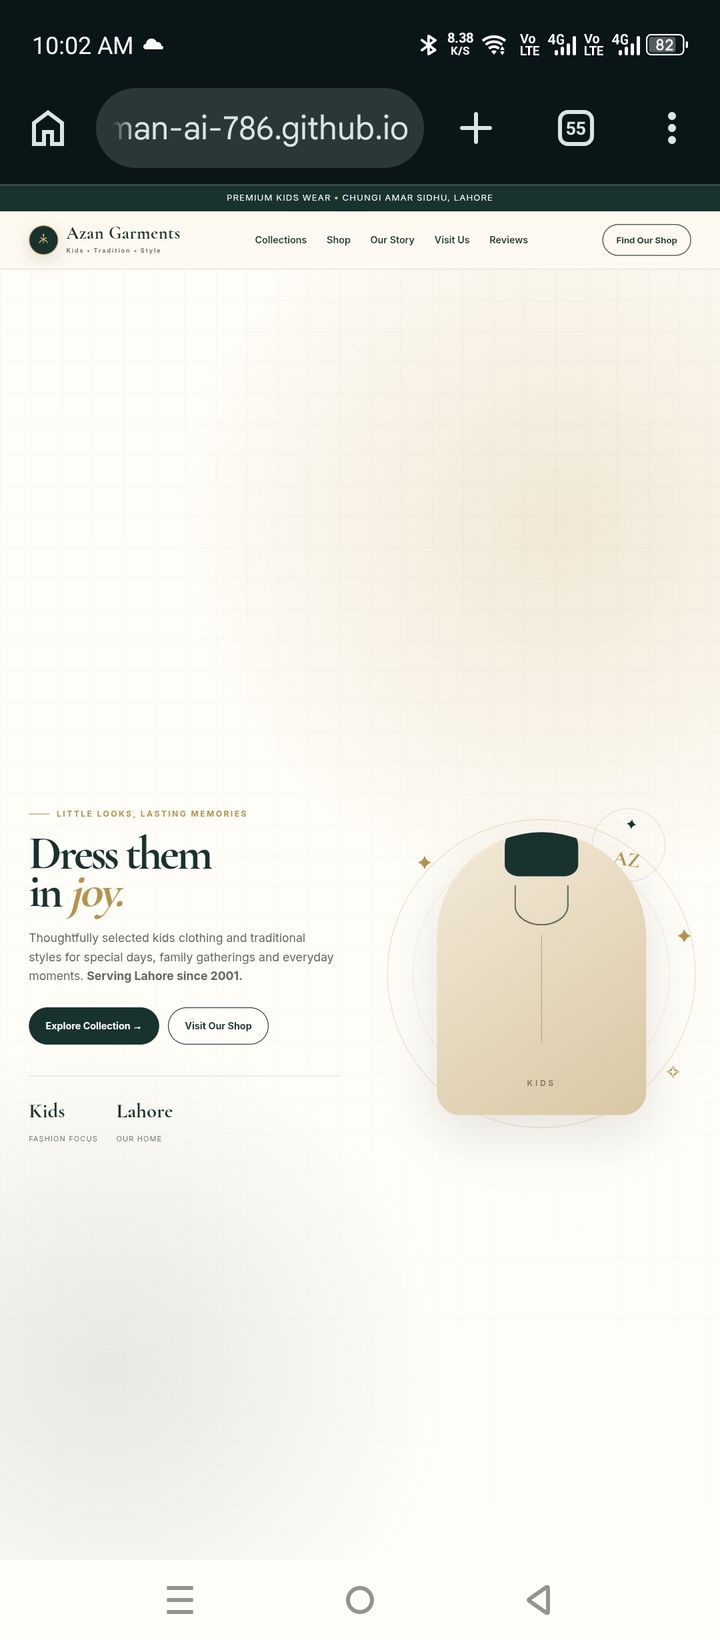 10:02 AM
8.38
K/S
Vo
LTE
4G
Vo
LTE
4G
82
man-ai-786.github.io
55
PREMIUM KIDS WEAR • CHUNGI AMAR SIDHU, LAHORE
Azan Garments
Kids • Tradition • Style
Collections
Shop
Our Story
Visit Us
Reviews
Find Our Shop
LITTLE LOOKS, LASTING MEMORIES
Dress them
in joy.
Thoughtfully selected kids clothing and traditional
styles for special days, family gatherings and everyday
moments. Serving Lahore since 2001.
Explore Collection →
Visit Our Shop
Kids
FASHION FOCUS
Lahore
OUR HOME
AZ
KIDS